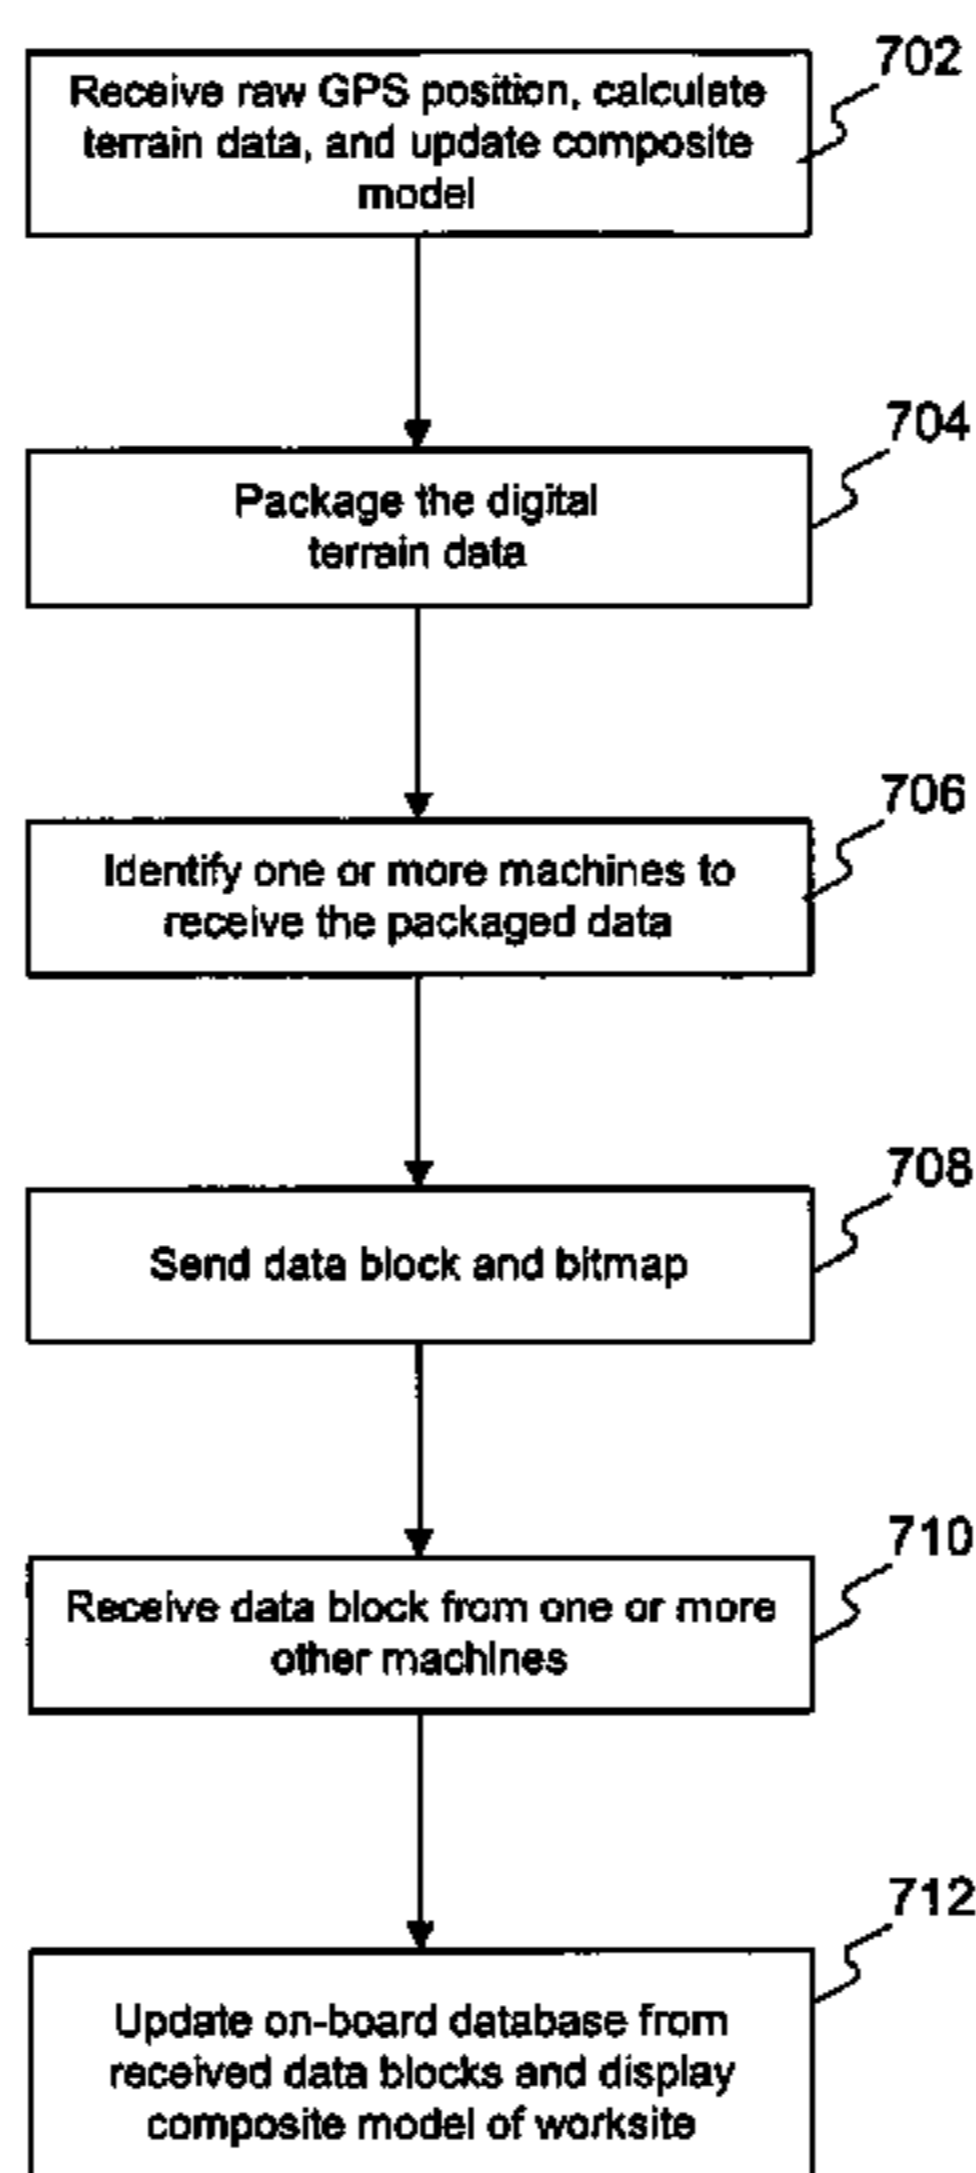 702
Receive raw GPS position, calculate
terrain data, and update composite
model
704
Package the digital
terrain data
706
Identify one or more machines to
receive the packaged data
708
Send data block and bitmap
710
Receive data block from one or more
other machines
712
Update on-board database from
received data blocks and display
composite model of worksite